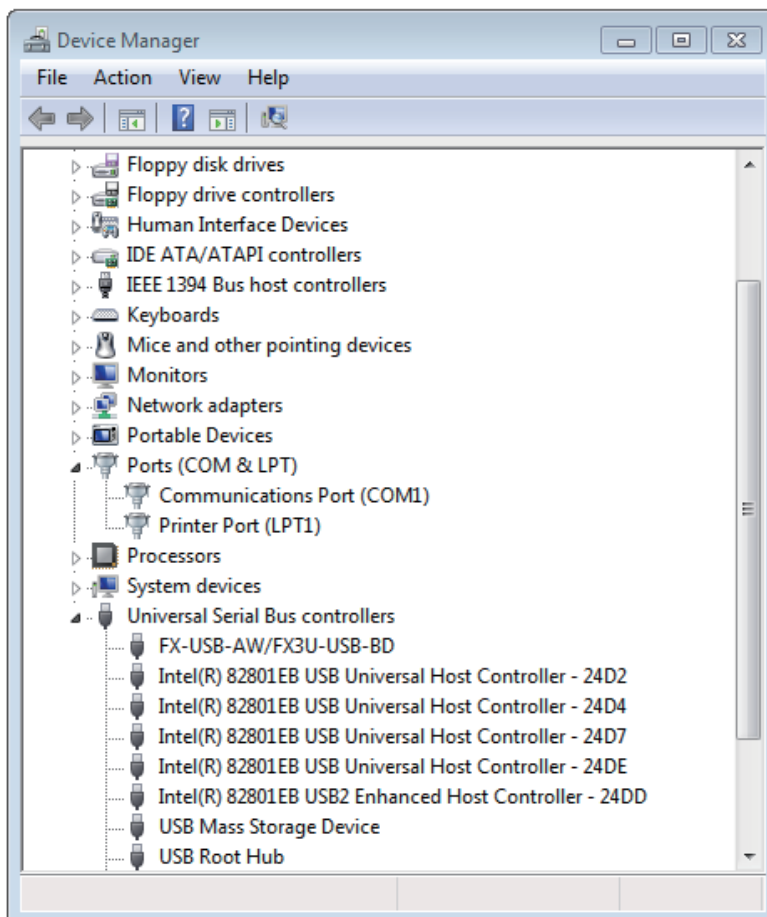 Device Manager
File Action View Help
Floppy disk drives
Floppy drive controllers
Human Interface Devices
IDE ATA/ATAPI controllers
IEEE 1394 Bus host controllers
Keyboards
Mice and other pointing devices
Monitors
Network adapters
Portable Devices
Ports (COM & LPT)
Communications Port (COM1)
Printer Port (LPT1)
Processors
System devices
Universal Serial Bus controllers
FX-USB-AW/FX3U-USB-BD
Intel(R) 82801EB USB Universal Host Controller - 24D2
Intel(R) 82801EB USB Universal Host Controller - 24D4
Intel(R) 82801EB USB Universal Host Controller - 24D7
Intel(R) 82801EB USB Universal Host Controller - 24DE
Intel(R) 82801EB USB2 Enhanced Host Controller - 24DD
USB Mass Storage Device
USB Root Hub